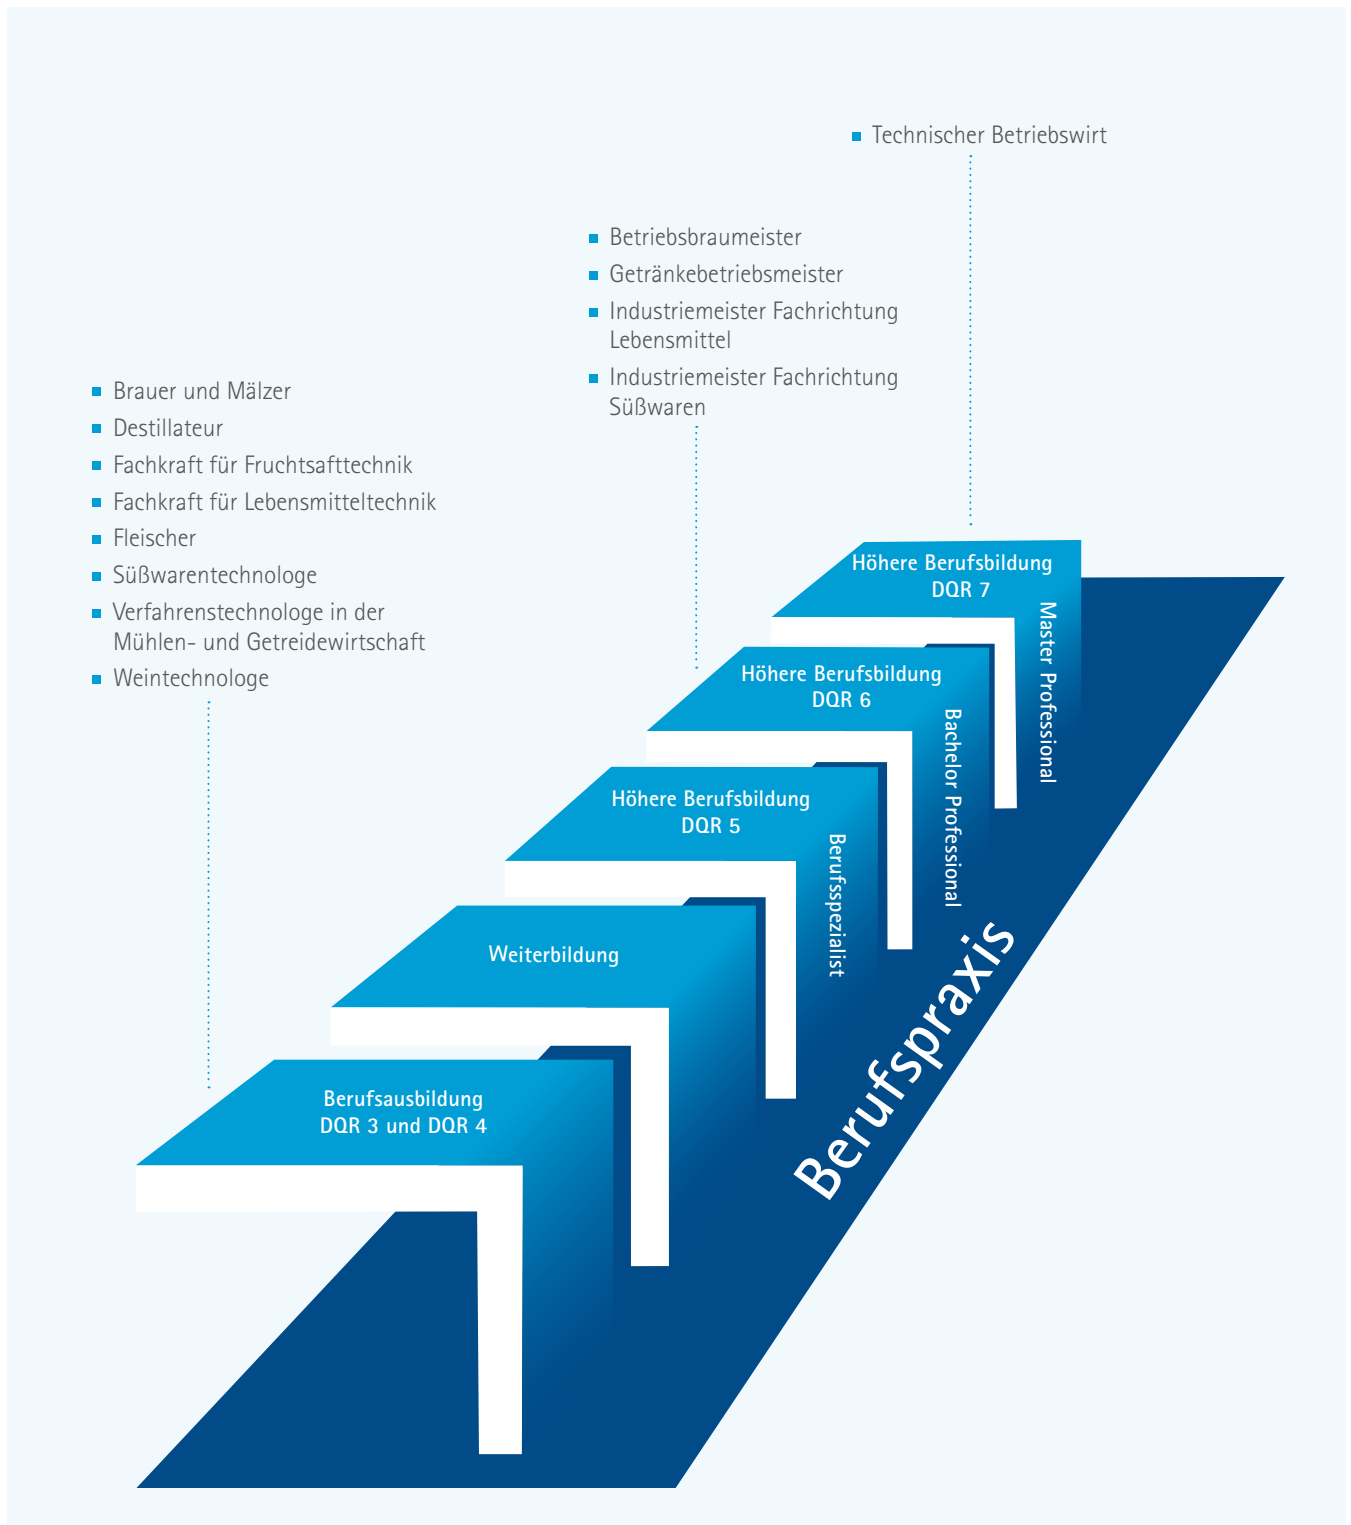 Technischer Betriebswirt
Betriebsbraumeister
Getränkebetriebsmeister
Industriemeister Fachrichtung
Lebensmittel
Industriemeister Fachrichtung
Süßwaren
Brauer und Mälzer
Destillateur
Fachkraft für Fruchtsafttechnik
Fachkraft für Lebensmitteltechnik
Fleischer
Süßwarentechnologe
Verfahrenstechnologe in der
Mühlen- und Getreidewirtschaft
Weintechnologe
Höhere Berufsbildung
DQR 7
Master Professional
Höhere Berufsbildung
DQR 6
Bachelor Professional
Höhere Berufsbildung
DQR 5
Berufsspezialist
Weiterbildung
Berufsausbildung
DQR 3 und DQR 4
Berufspraxis